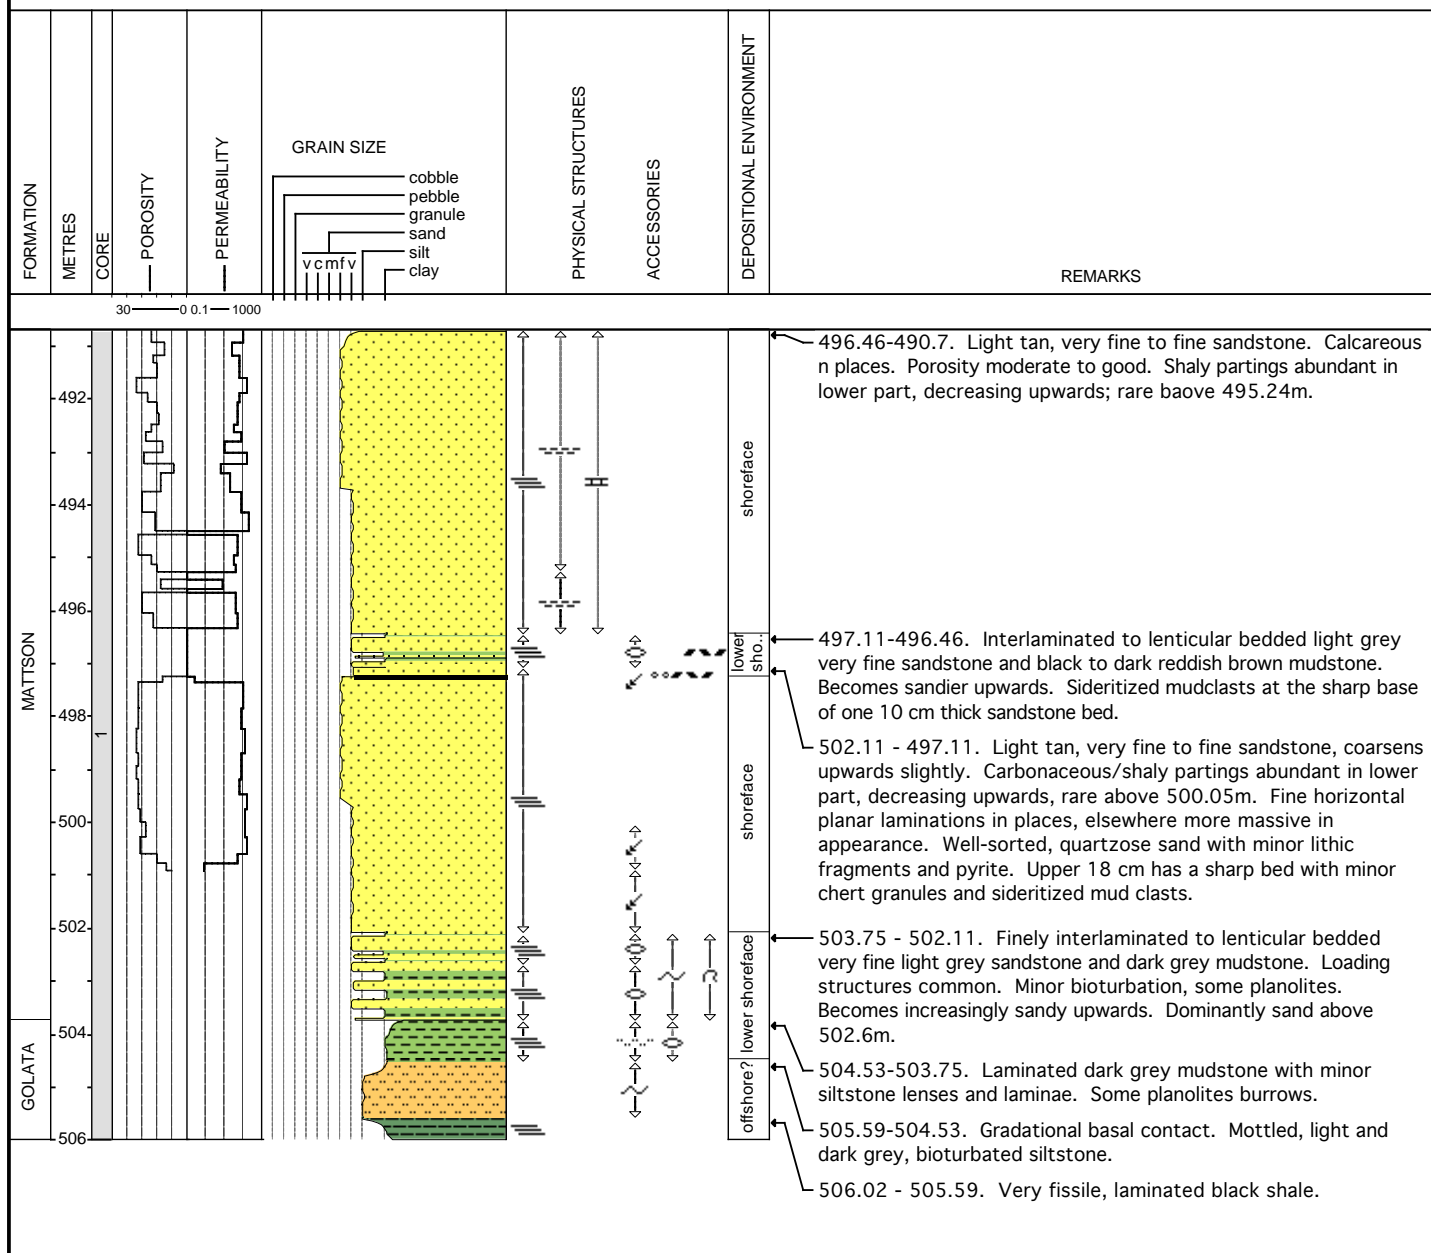 FORMATION
METRES
CORE
POROSITY
PERMEABILITY
GRAIN SIZE
cobble
pebble
granule
sand
silt
v c m f v
clay
PHYSICAL STRUCTURES
ACCESSORIES
DEPOSITIONAL ENVIRONMENT
REMARKS
30 0 0.1 1000
MATTSON
GOLATA
492
494
496
498
500
502
504
506
1
shoreface
lower
sho..
shoreface
lower shoreface
offshore?
496.46-490.7. Light tan, very fine to fine sandstone. Calcareous
n places. Porosity moderate to good. Shaly partings abundant in
lower part, decreasing upwards; rare baove 495.24m.
497.11-496.46. Interlaminated to lenticular bedded light grey
very fine sandstone and black to dark reddish brown mudstone.
Becomes sandier upwards. Sideritized mudclasts at the sharp base
of one 10 cm thick sandstone bed.
502.11 - 497.11. Light tan, very fine to fine sandstone, coarsens
upwards slightly. Carbonaceous/shaly partings abundant in lower
part, decreasing upwards, rare above 500.05m. Fine horizontal
planar laminations in places, elsewhere more massive in
appearance. Well-sorted, quartzose sand with minor lithic
fragments and pyrite. Upper 18 cm has a sharp bed with minor
chert granules and sideritized mud clasts.
503.75 - 502.11. Finely interlaminated to lenticular bedded
very fine light grey sandstone and dark grey mudstone. Loading
structures common. Minor bioturbation, some planolites.
Becomes increasingly sandy upwards. Dominantly sand above
502.6m.
504.53-503.75. Laminated dark grey mudstone with minor
siltstone lenses and laminae. Some planolites burrows.
505.59-504.53. Gradational basal contact. Mottled, light and
dark grey, bioturbated siltstone.
506.02 - 505.59. Very fissile, laminated black shale.